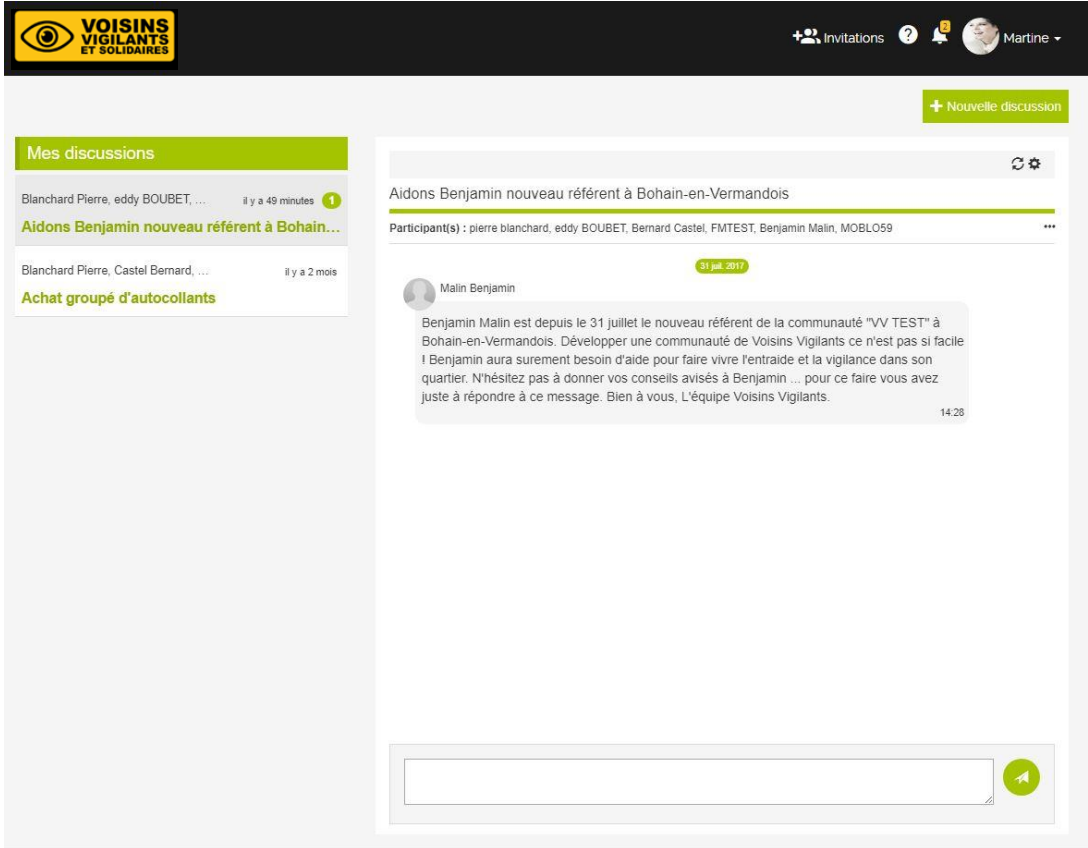 VOISINS
VIGILANTS
ET SOLIDAIRES
Invitations
?
2
Martine
+ Nouvelle discussion
Mes discussions
Blanchard Pierre, eddy BOUBET, ...
il y a 49 minutes
1
Aidons Benjamin nouveau référent à Bohain...
Blanchard Pierre, Castel Bernard, ...
il y a 2 mois
Achat groupé d'autocollants
Aidons Benjamin nouveau référent à Bohain-en-Vermandois
Participant(s) : pierre blanchard, eddy BOUBET, Bernard Castel, FMTEST, Benjamin Malin, MOBLO59
•••
31 juil. 2017
Malin Benjamin
Benjamin Malin est depuis le 31 juillet le nouveau référent de la communauté "VV TEST" à
Bohain-en-Vermandois. Développer une communauté de Voisins Vigilants ce n'est pas si facile
! Benjamin aura surement besoin d'aide pour faire vivre l'entraide et la vigilance dans son
quartier. N'hésitez pas à donner vos conseils avisés à Benjamin ... pour ce faire vous avez
juste à répondre à ce message. Bien à vous, L'équipe Voisins Vigilants.
14:28